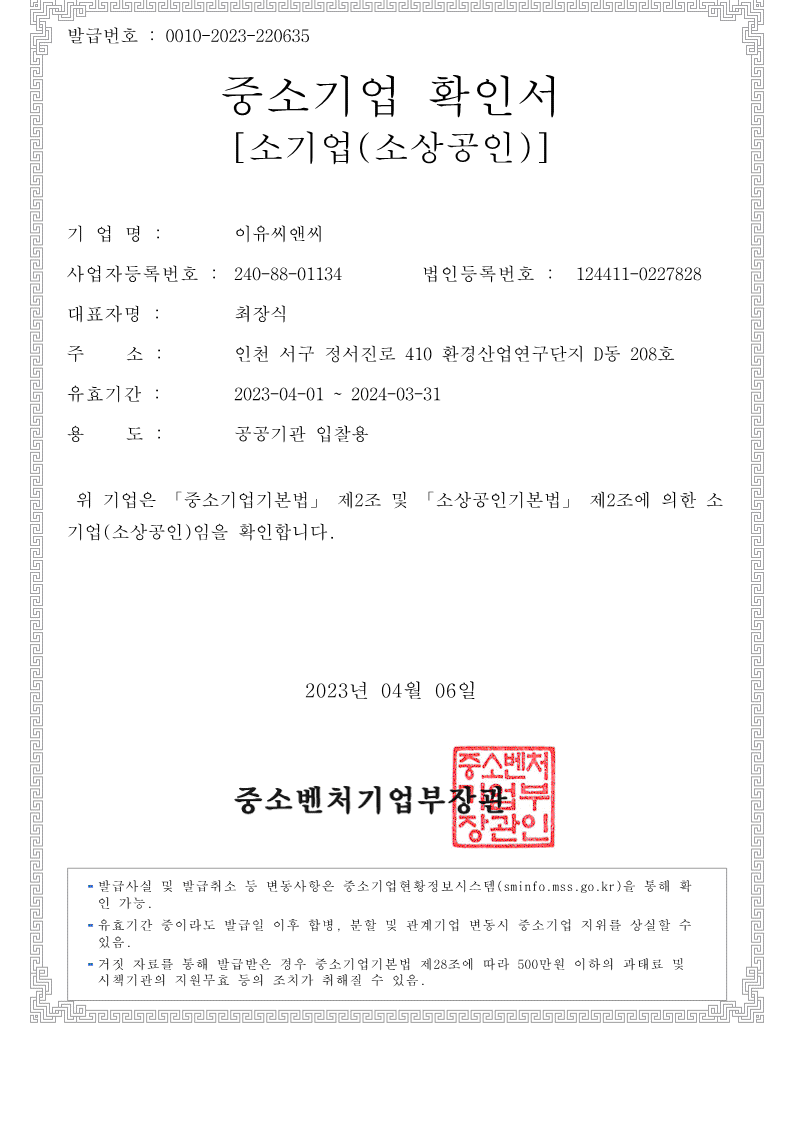 발급번호 : 0010-2023-220635
중소기업 확인서
[소기업(소상공인)]
기 업 명 : 이유씨앤씨
사업자등록번호 : 240-88-01134 법인등록번호 : 124411-0227828
대표자명 : 최장식
주 소 : 인천 서구 정서진로 410 환경산업연구단지 D동 208호
유효기간 : 2023-04-01 ~ 2024-03-31
용 도 : 공공기관 입찰용
위 기업은 「중소기업기본법」 제2조 및 「소상공인기본법」 제2조에 의한 소
기업(소상공인)임을 확인합니다.
2023년 04월 06일
중소벤처기업부장관
중소벤처
기업부
장관인
- 발급사실 및 발급취소 등 변동사항은 중소기업현황정보시스템(sminfo.mss.go.kr)을 통해 확
인 가능.
- 유효기간 중이라도 발급일 이후 합병, 분할 및 관계기업 변동시 중소기업 지위를 상실할 수
있음.
- 거짓 자료를 통해 발급받은 경우 중소기업기본법 제28조에 따라 500만원 이하의 과태료 및
시책기관의 지원무효 등의 조치가 취해질 수 있음.